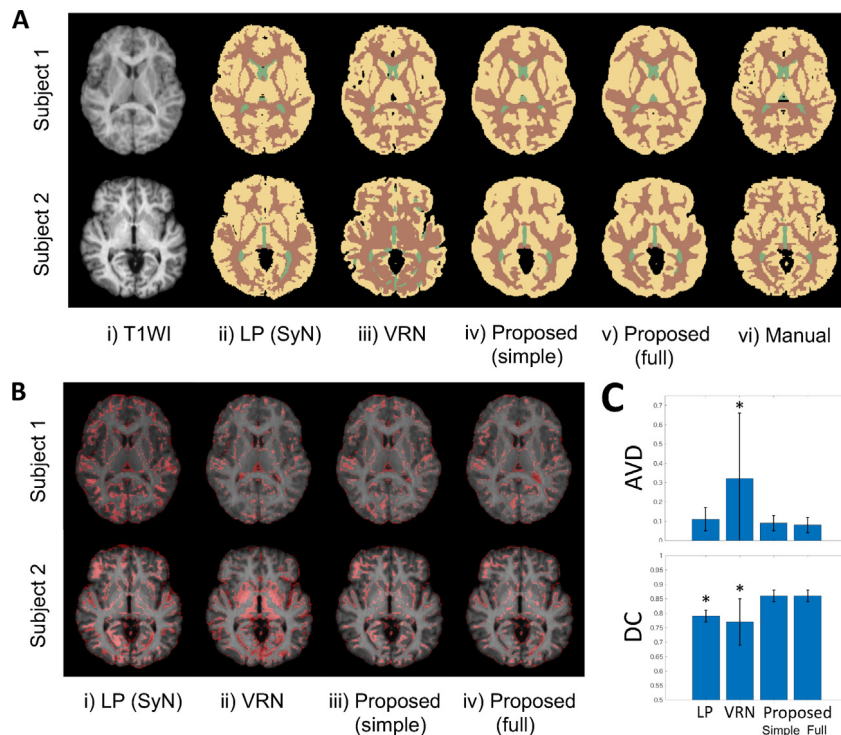 A
Subject 1
Subject 2
i) T1WI
ii) LP (SyN)
iii) VRN
iv) Proposed
(simple)
v) Proposed
(full)
vi) Manual
B
Subject 1
Subject 2
i) LP (SyN)
ii) VRN
iii) Proposed
(simple)
iv) Proposed
(full)
C
AVD
0.7
0.6
0.5
0.4
0.3
0.2
0.1
0
*
DC
1
0.95
0.9
0.85
0.8
0.75
0.7
0.65
0.6
0.55
0.5
* *
LP VRN Proposed
Simple Full